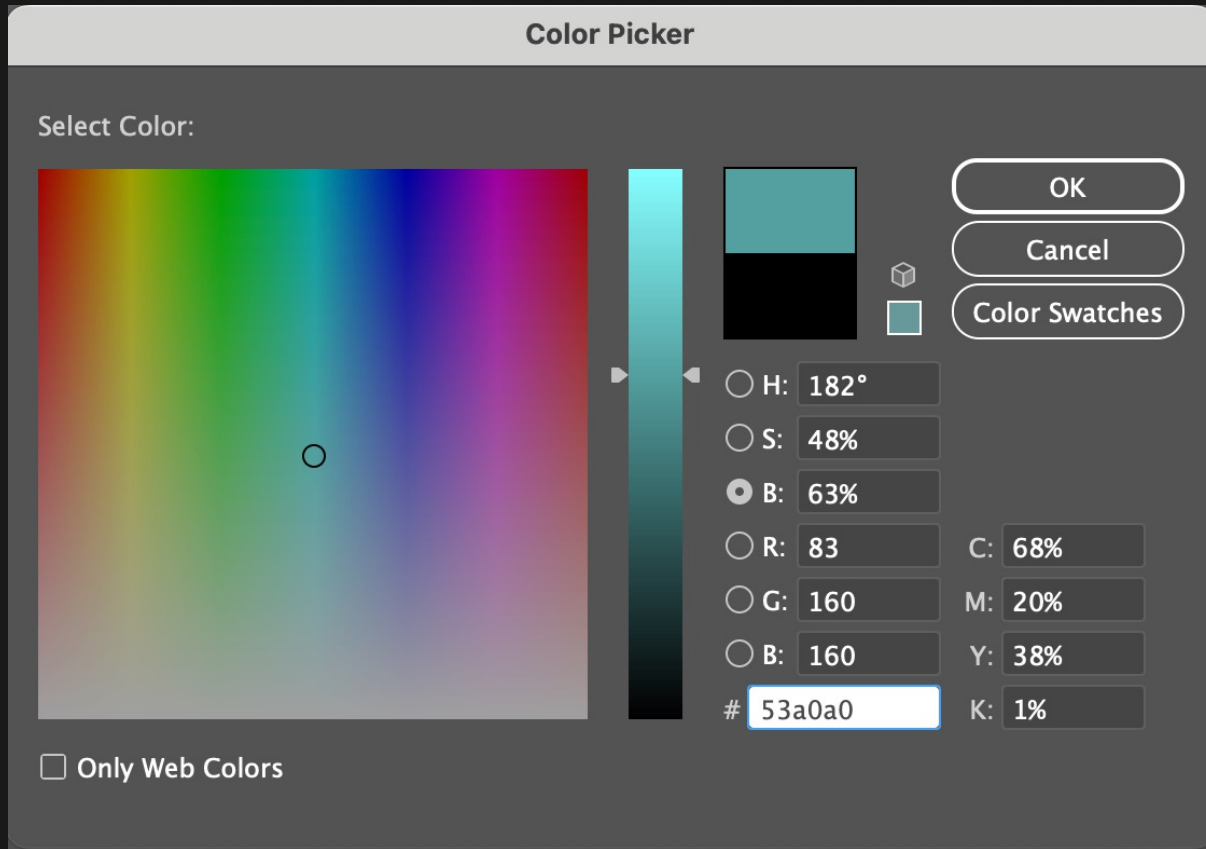 Color Picker
Select Color:
OK
Cancel
Color Swatches
H: 182°
S: 48%
B: 63%
R: 83
C: 68%
G: 160
M: 20%
B: 160
Y: 38%
# 53a0a0
K: 1%
Only Web Colors